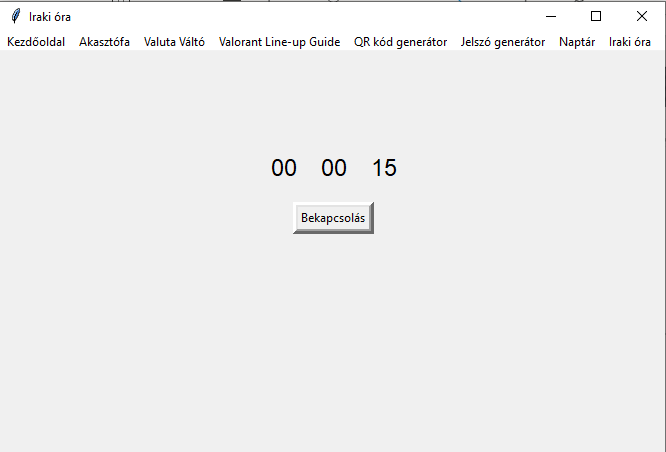 Iraki óra
Kezdőoldal Akasztófa Valuta Váltó Valorant Line-up Guide QR kód generátor Jelszó generátor Naptár Iraki óra
00 00 15
Bekapcsolás